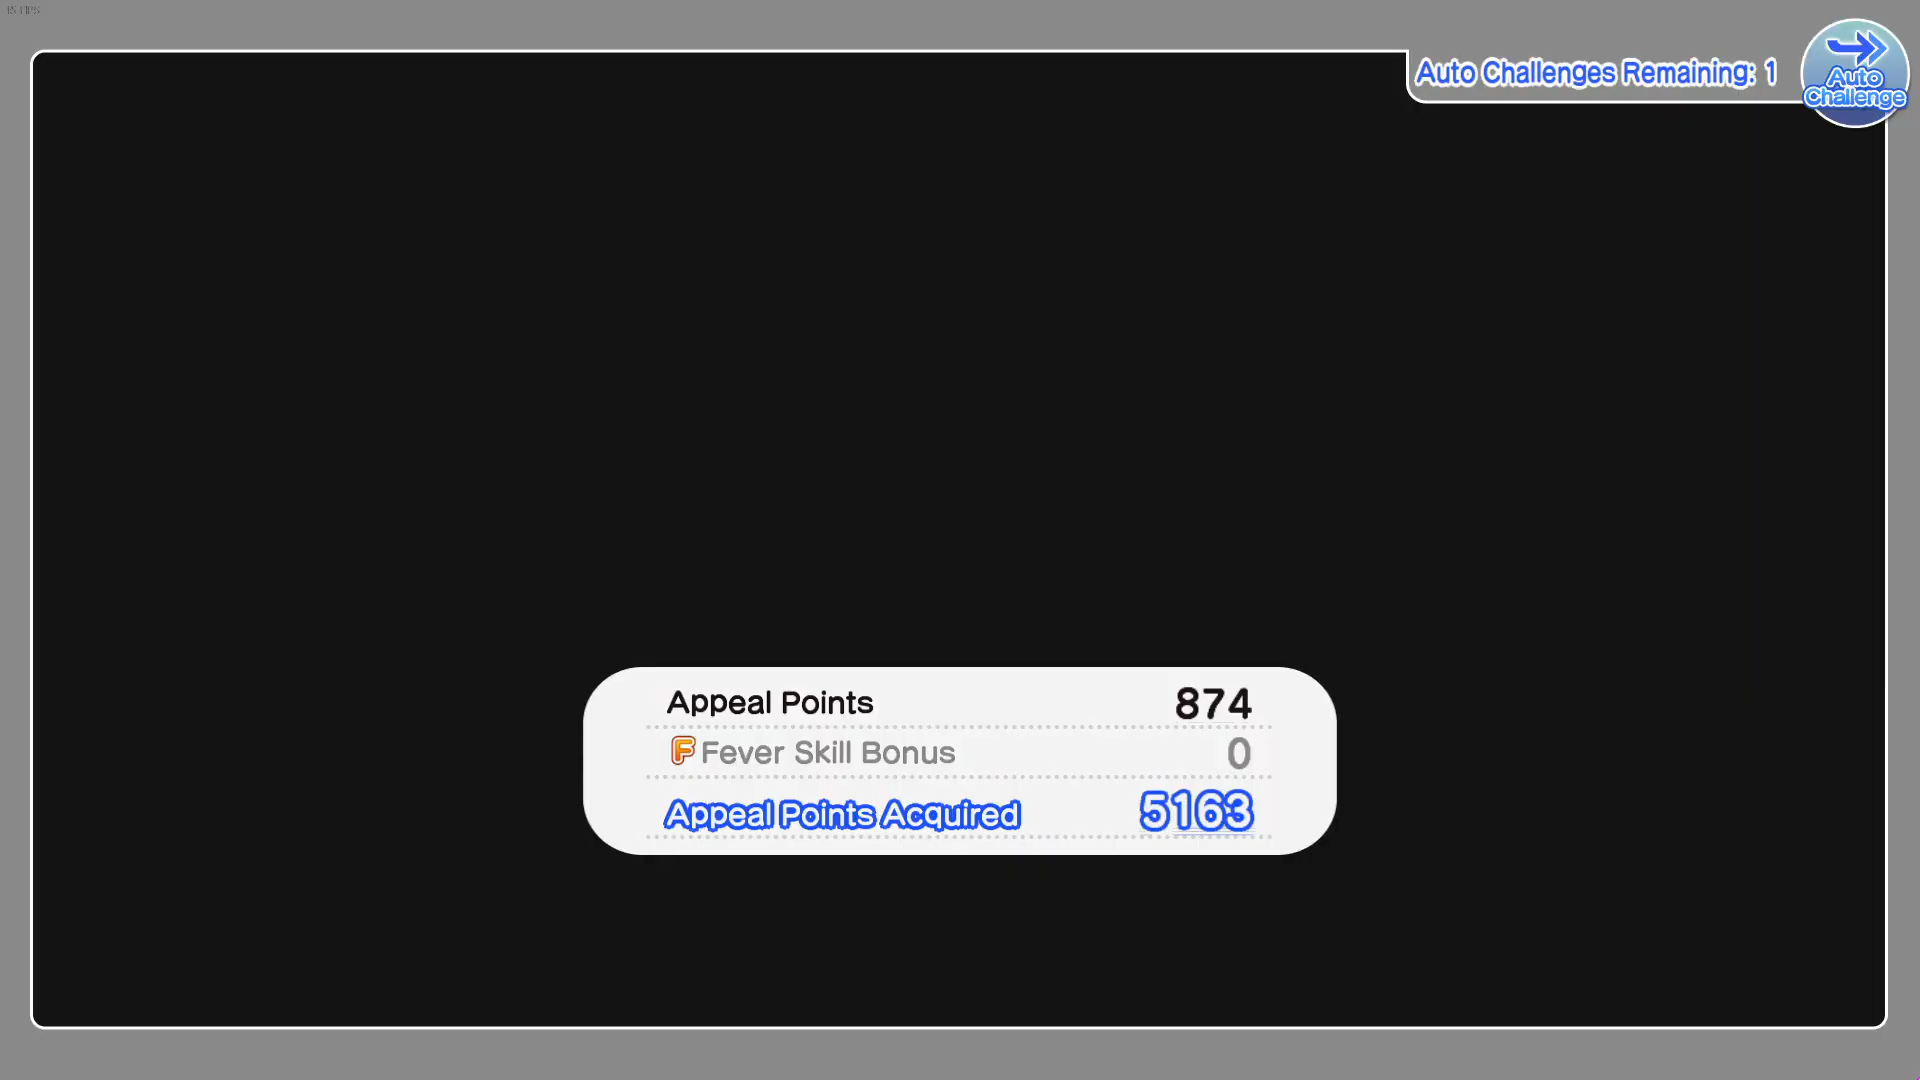 Auto Challenges Remaining: 1
Auto
Challenge
Appeal Points 874
F Fever Skill Bonus 0
Appeal Points Acquired 5163